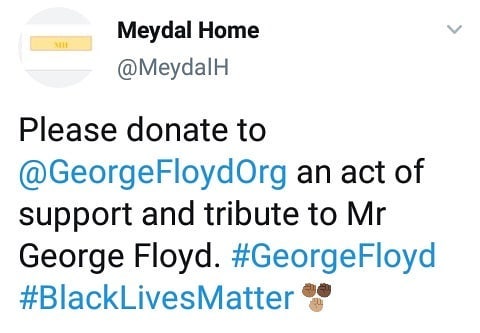 MH
Meydal Home
@MeydalH
Please donate to
@GeorgeFloydOrg an act of
support and tribute to Mr
George Floyd. #GeorgeFloyd
#BlackLivesMatter ✊🏾✊🏿✊🏽